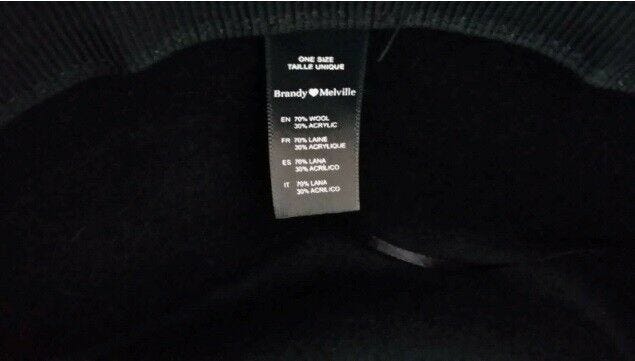 ONE SIZE
TAILLE UNIQUE
Brandy♥Melville
EN 70% WOOL
30% ACRYLIC
FR 70% LAINE
30% ACRYLIQUE
ES 70% LANA
30% ACRÍLICO
IT 70% LANA
30% ACRILICO